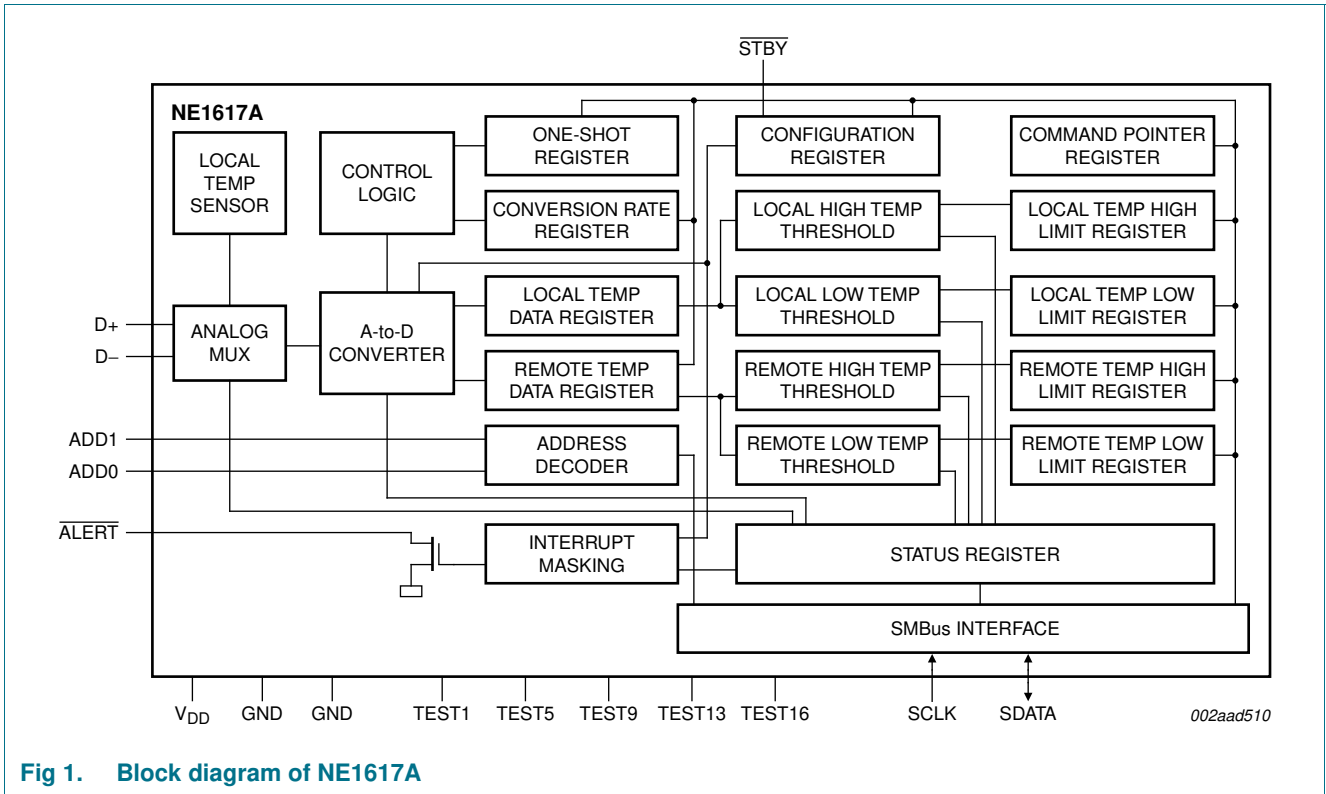 STBY
NE1617A
LOCAL
TEMP
SENSOR
CONTROL
LOGIC
ONE-SHOT
REGISTER
CONFIGURATION
REGISTER
COMMAND POINTER
REGISTER
CONVERSION RATE
REGISTER
LOCAL HIGH TEMP
THRESHOLD
LOCAL TEMP HIGH
LIMIT REGISTER
D+
D−
ANALOG
MUX
A-to-D
CONVERTER
LOCAL TEMP
DATA REGISTER
LOCAL LOW TEMP
THRESHOLD
LOCAL TEMP LOW
LIMIT REGISTER
REMOTE TEMP
DATA REGISTER
REMOTE HIGH TEMP
THRESHOLD
REMOTE TEMP HIGH
LIMIT REGISTER
ADD1
ADD0
ADDRESS
DECODER
REMOTE LOW TEMP
THRESHOLD
REMOTE TEMP LOW
LIMIT REGISTER
ALERT
INTERRUPT
MASKING
STATUS REGISTER
SMBus INTERFACE
VDD
GND
GND
TEST1
TEST5
TEST9
TEST13
TEST16
SCLK
SDATA
002aad510
Fig 1. Block diagram of NE1617A